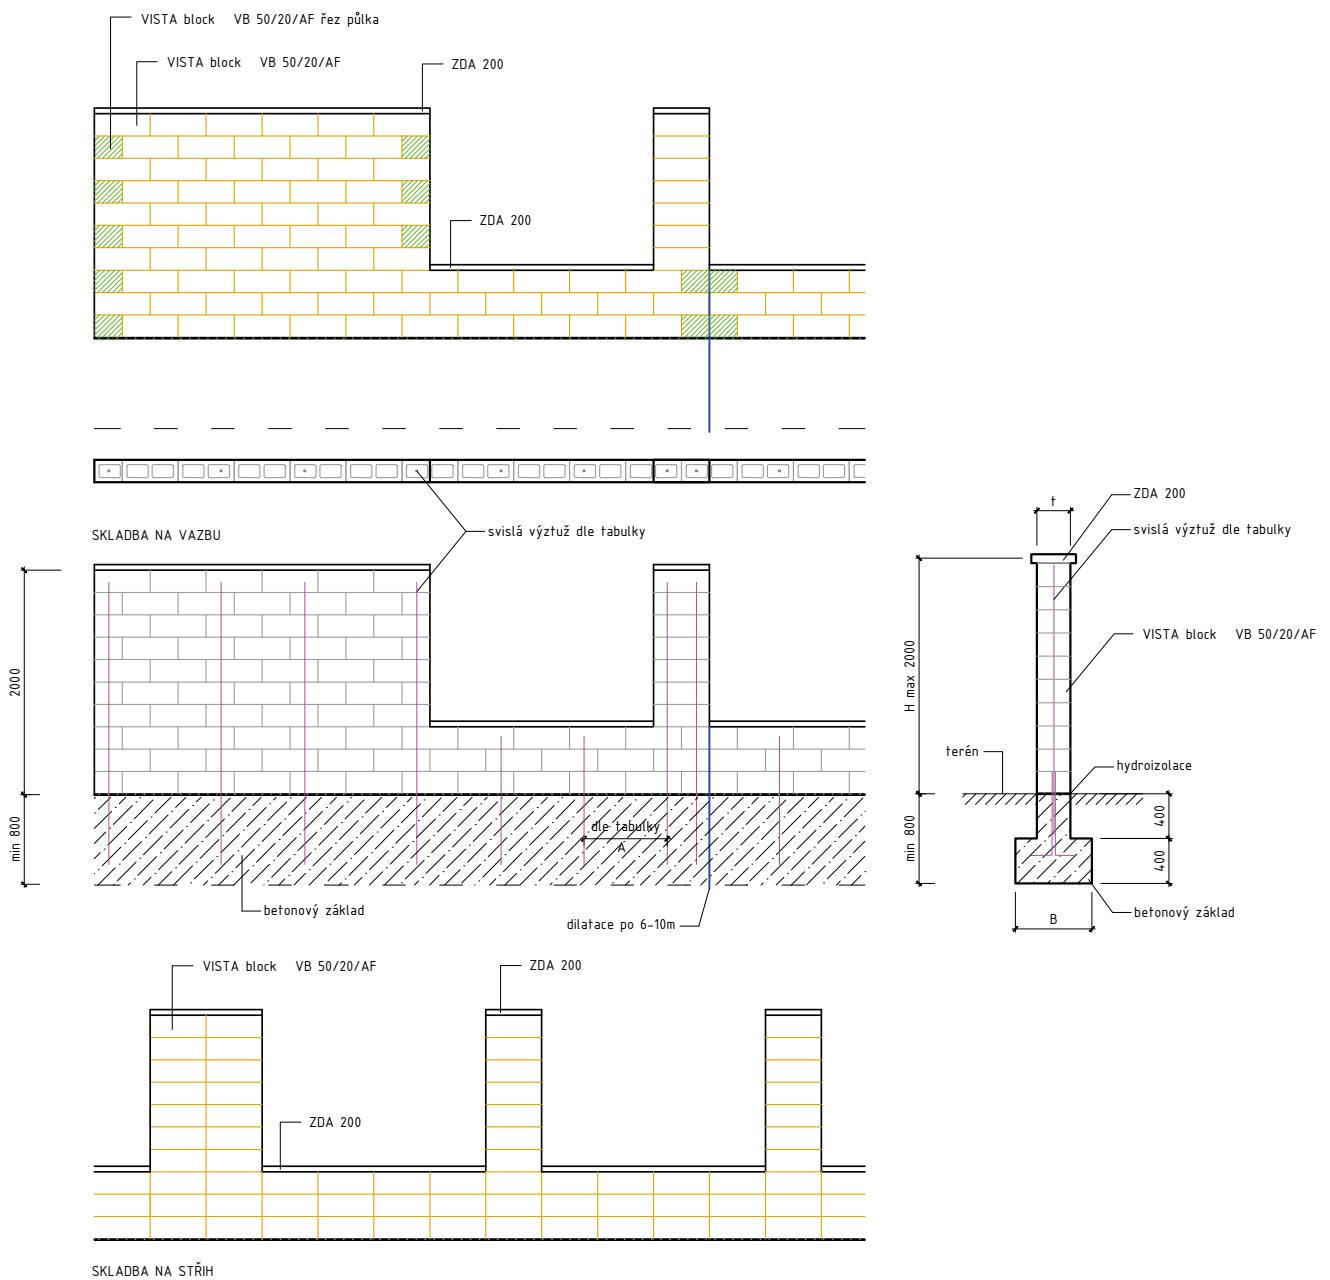 VISTA block VB 50/20/AF řez půlka
VISTA block VB 50/20/AF
ZDA 200
ZDA 200
SKLADBA NA VAZBU
svislá výztuž dle tabulky
2000
min 800
dle tabulky
A
betonový základ
dilatace po 6-10m
t
ZDA 200
svislá výztuž dle tabulky
VISTA block VB 50/20/AF
H max 2000
terén
hydroizolace
min 800
400
400
B
betonový základ
VISTA block VB 50/20/AF
ZDA 200
ZDA 200
SKLADBA NA STŘIH